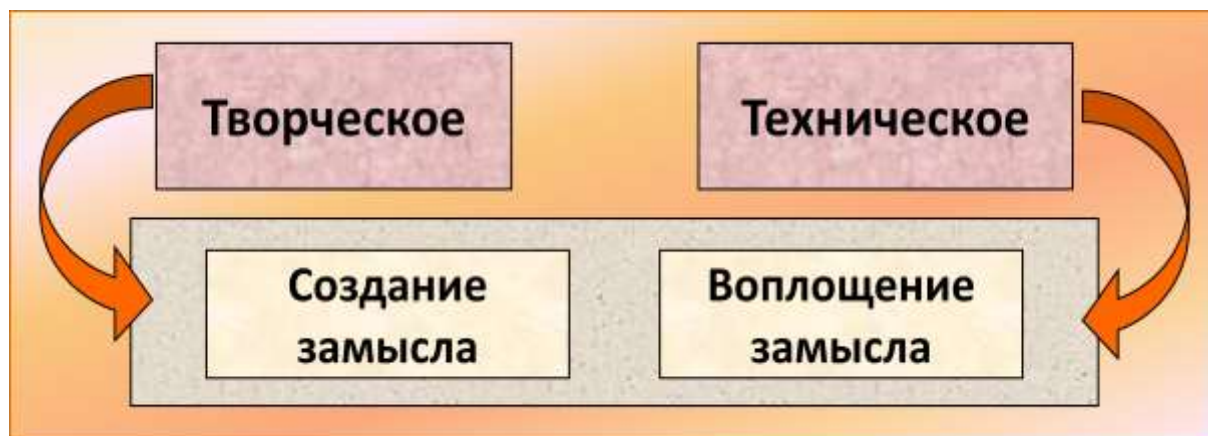 Творческое
Техническое
Создание
замысла
Воплощение
замысла